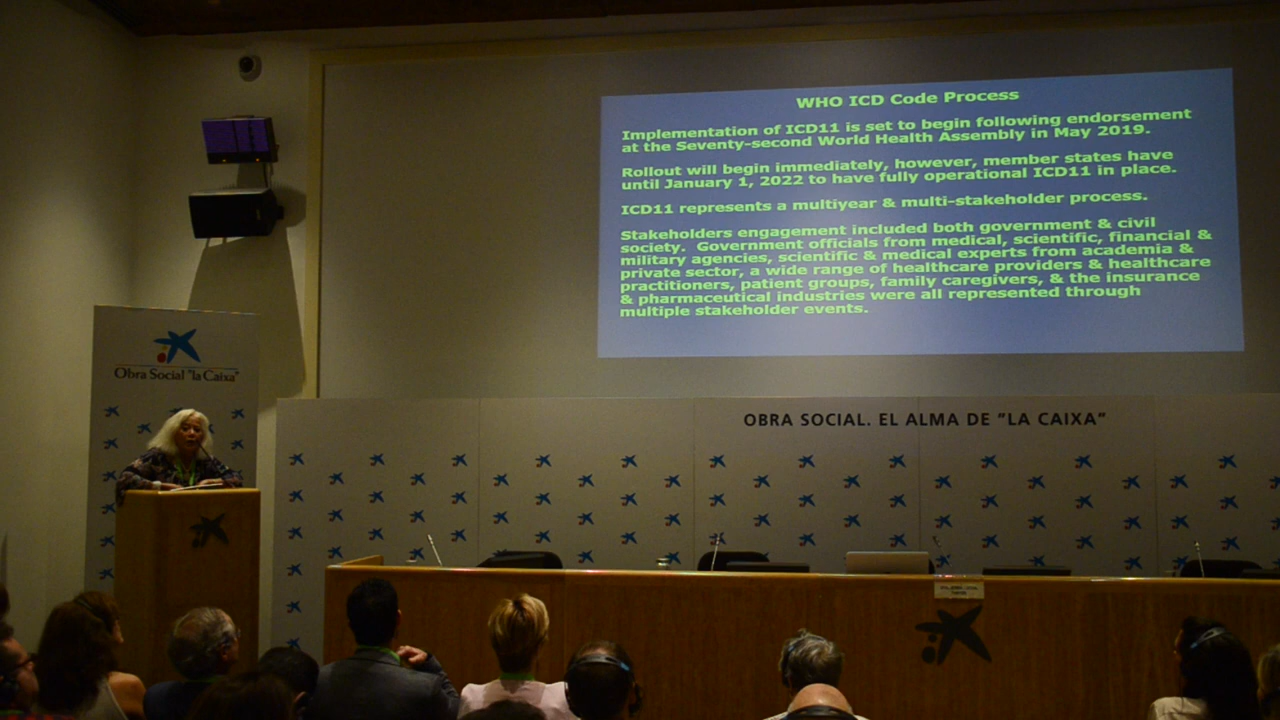 WHO ICD Code Process
Implementation of ICD11 is set to begin following endorsement
at the Seventy-second World Health Assembly in May 2019.
Rollout will begin immediately, however, member states have
until January 1, 2022 to have fully operational ICD11 in place.
ICD11 represents a multiyear & multi-stakeholder process.
Stakeholders engagement included both government & civil
society. Government officials from medical, scientific, financial &
military agencies, scientific & medical experts from academia &
private sector, a wide range of healthcare providers & healthcare
practitioners, patient groups, family caregivers, & the insurance
& pharmaceutical industries were all represented through
multiple stakeholder events.
Obra Social "la Caixa"
OBRA SOCIAL. EL ALMA DE "LA CAIXA"